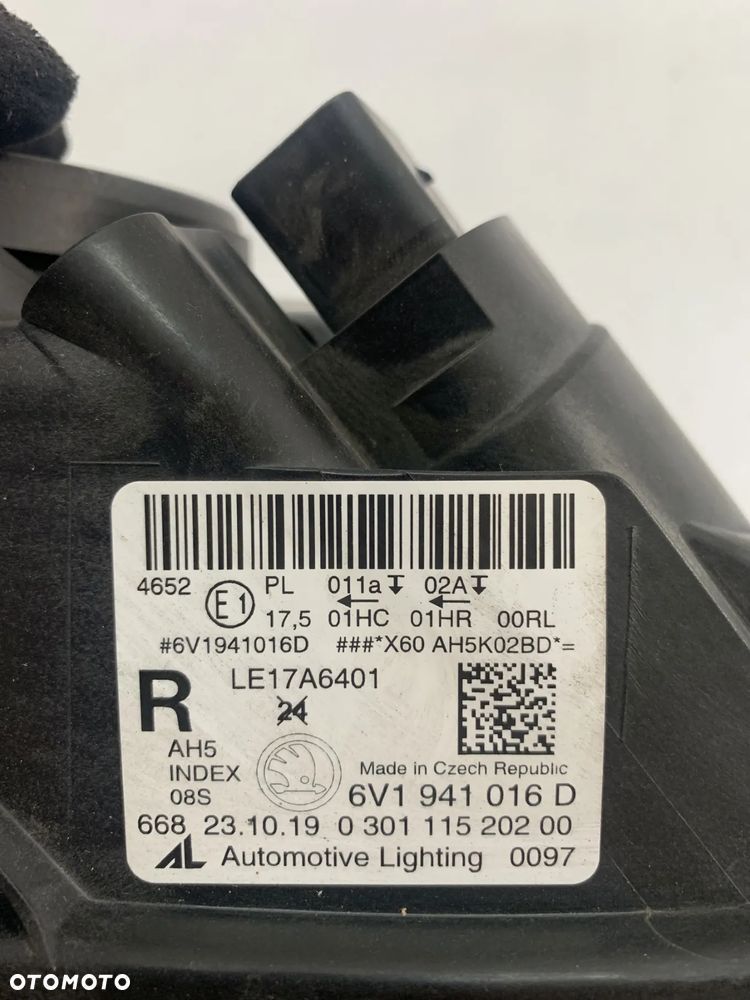 4652 E1 PL 011a 02A
17,5 01HC 01HR 00RL
#6V1941016D ###*X60 AH5K02BD*=
R LE17A6401
24
AH5
INDEX Made in Czech Republic
08S 6V1 941 016 D
668 23.10.19 0 301 115 202 00
AL Automotive Lighting 0097
OTOMOTO